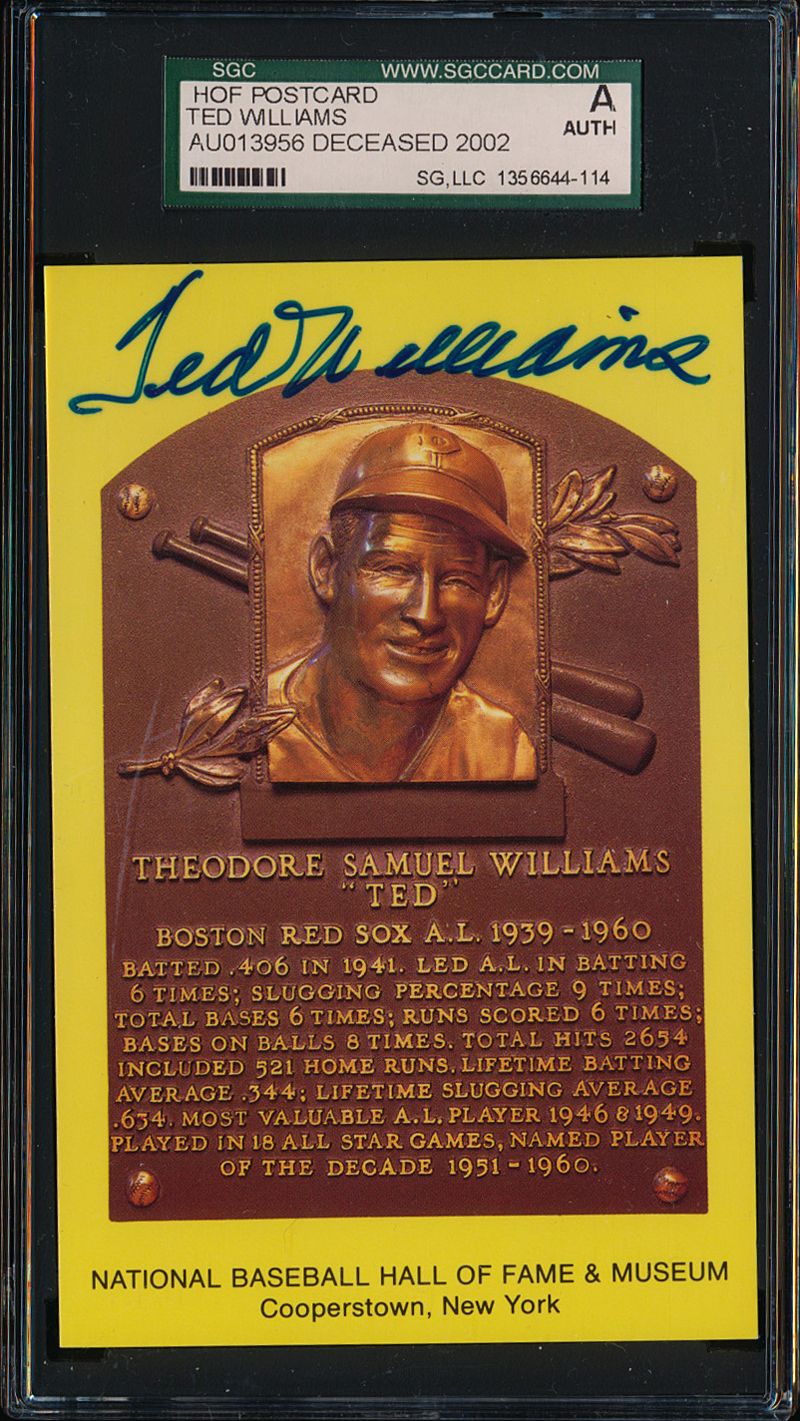 SGC WWW.SGCCARD.COM
HOF POSTCARD A
TED WILLIAMS AUTH
AU013956 DECEASED 2002
SG,LLC 1356644-114
Ted Williams
THEODORE SAMUEL WILLIAMS
"TED"
BOSTON RED SOX A.L. 1939-1960
BATTED .406 IN 1941. LED A.L. IN BATTING
6 TIMES; SLUGGING PERCENTAGE 9 TIMES;
TOTAL BASES 6 TIMES; RUNS SCORED 6 TIMES;
BASES ON BALLS 8 TIMES. TOTAL HITS 2654
INCLUDED 521 HOME RUNS. LIFETIME BATTING
AVERAGE .344; LIFETIME SLUGGING AVERAGE
.634. MOST VALUABLE A.L. PLAYER 1946 & 1949.
PLAYED IN 18 ALL STAR GAMES, NAMED PLAYER
OF THE DECADE 1951-1960.
NATIONAL BASEBALL HALL OF FAME & MUSEUM
Cooperstown, New York